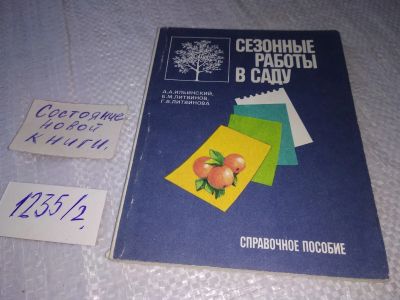 СЕЗОННЫЕ
РАБОТЫ
В САДУ
А.А.ИЛЬИНСКИЙ,
Б.М.ЛИТВИНОВ,
Г.В.ЛИТВИНОВА
СПРАВОЧНОЕ ПОСОБИЕ
Состояние
новой
книги.
1235/2